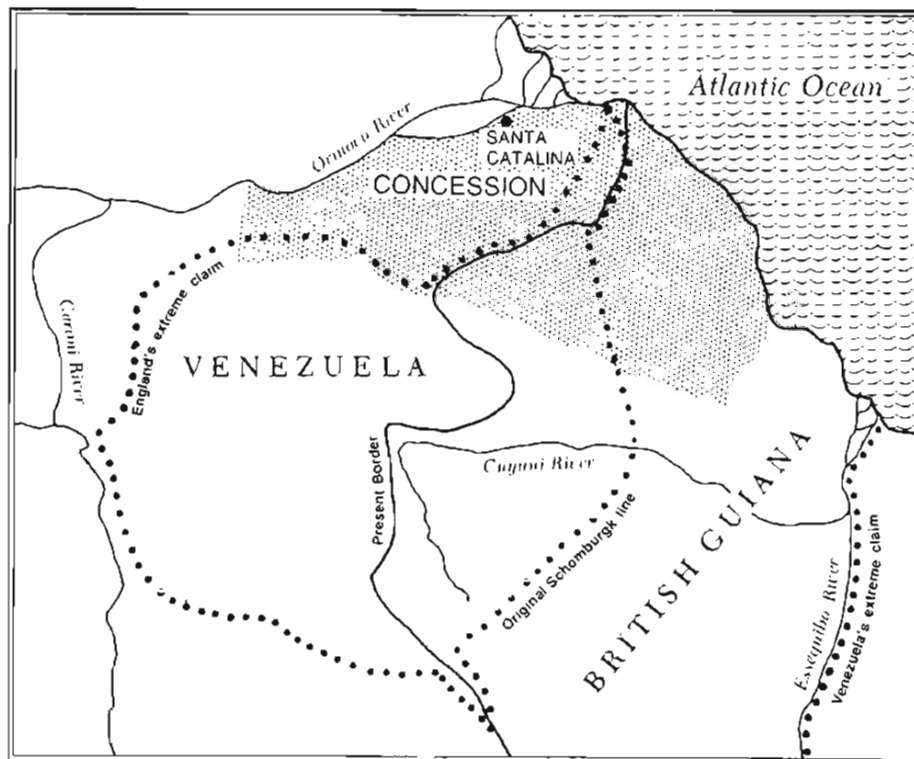 Atlantic Ocean
Orinoco River
SANTA
CATALINA
CONCESSION
England's extreme claim
Caroni River
VENEZUELA
Present Border
Cuyuni River
Original Schomburgk line
BRITISH GUIANA
Essequibo River
Venezuela's extreme claim